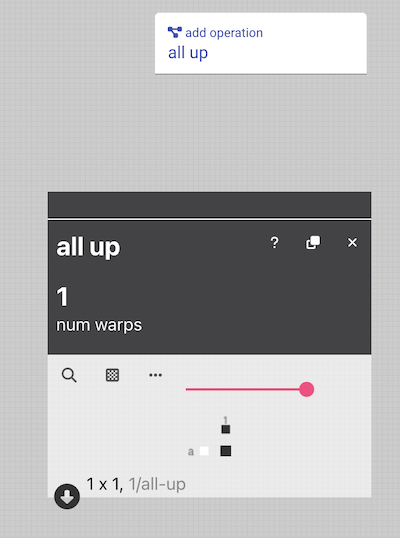 add operation
all up
all up
?
1
num warps
1
a
1 x 1, 1/all-up